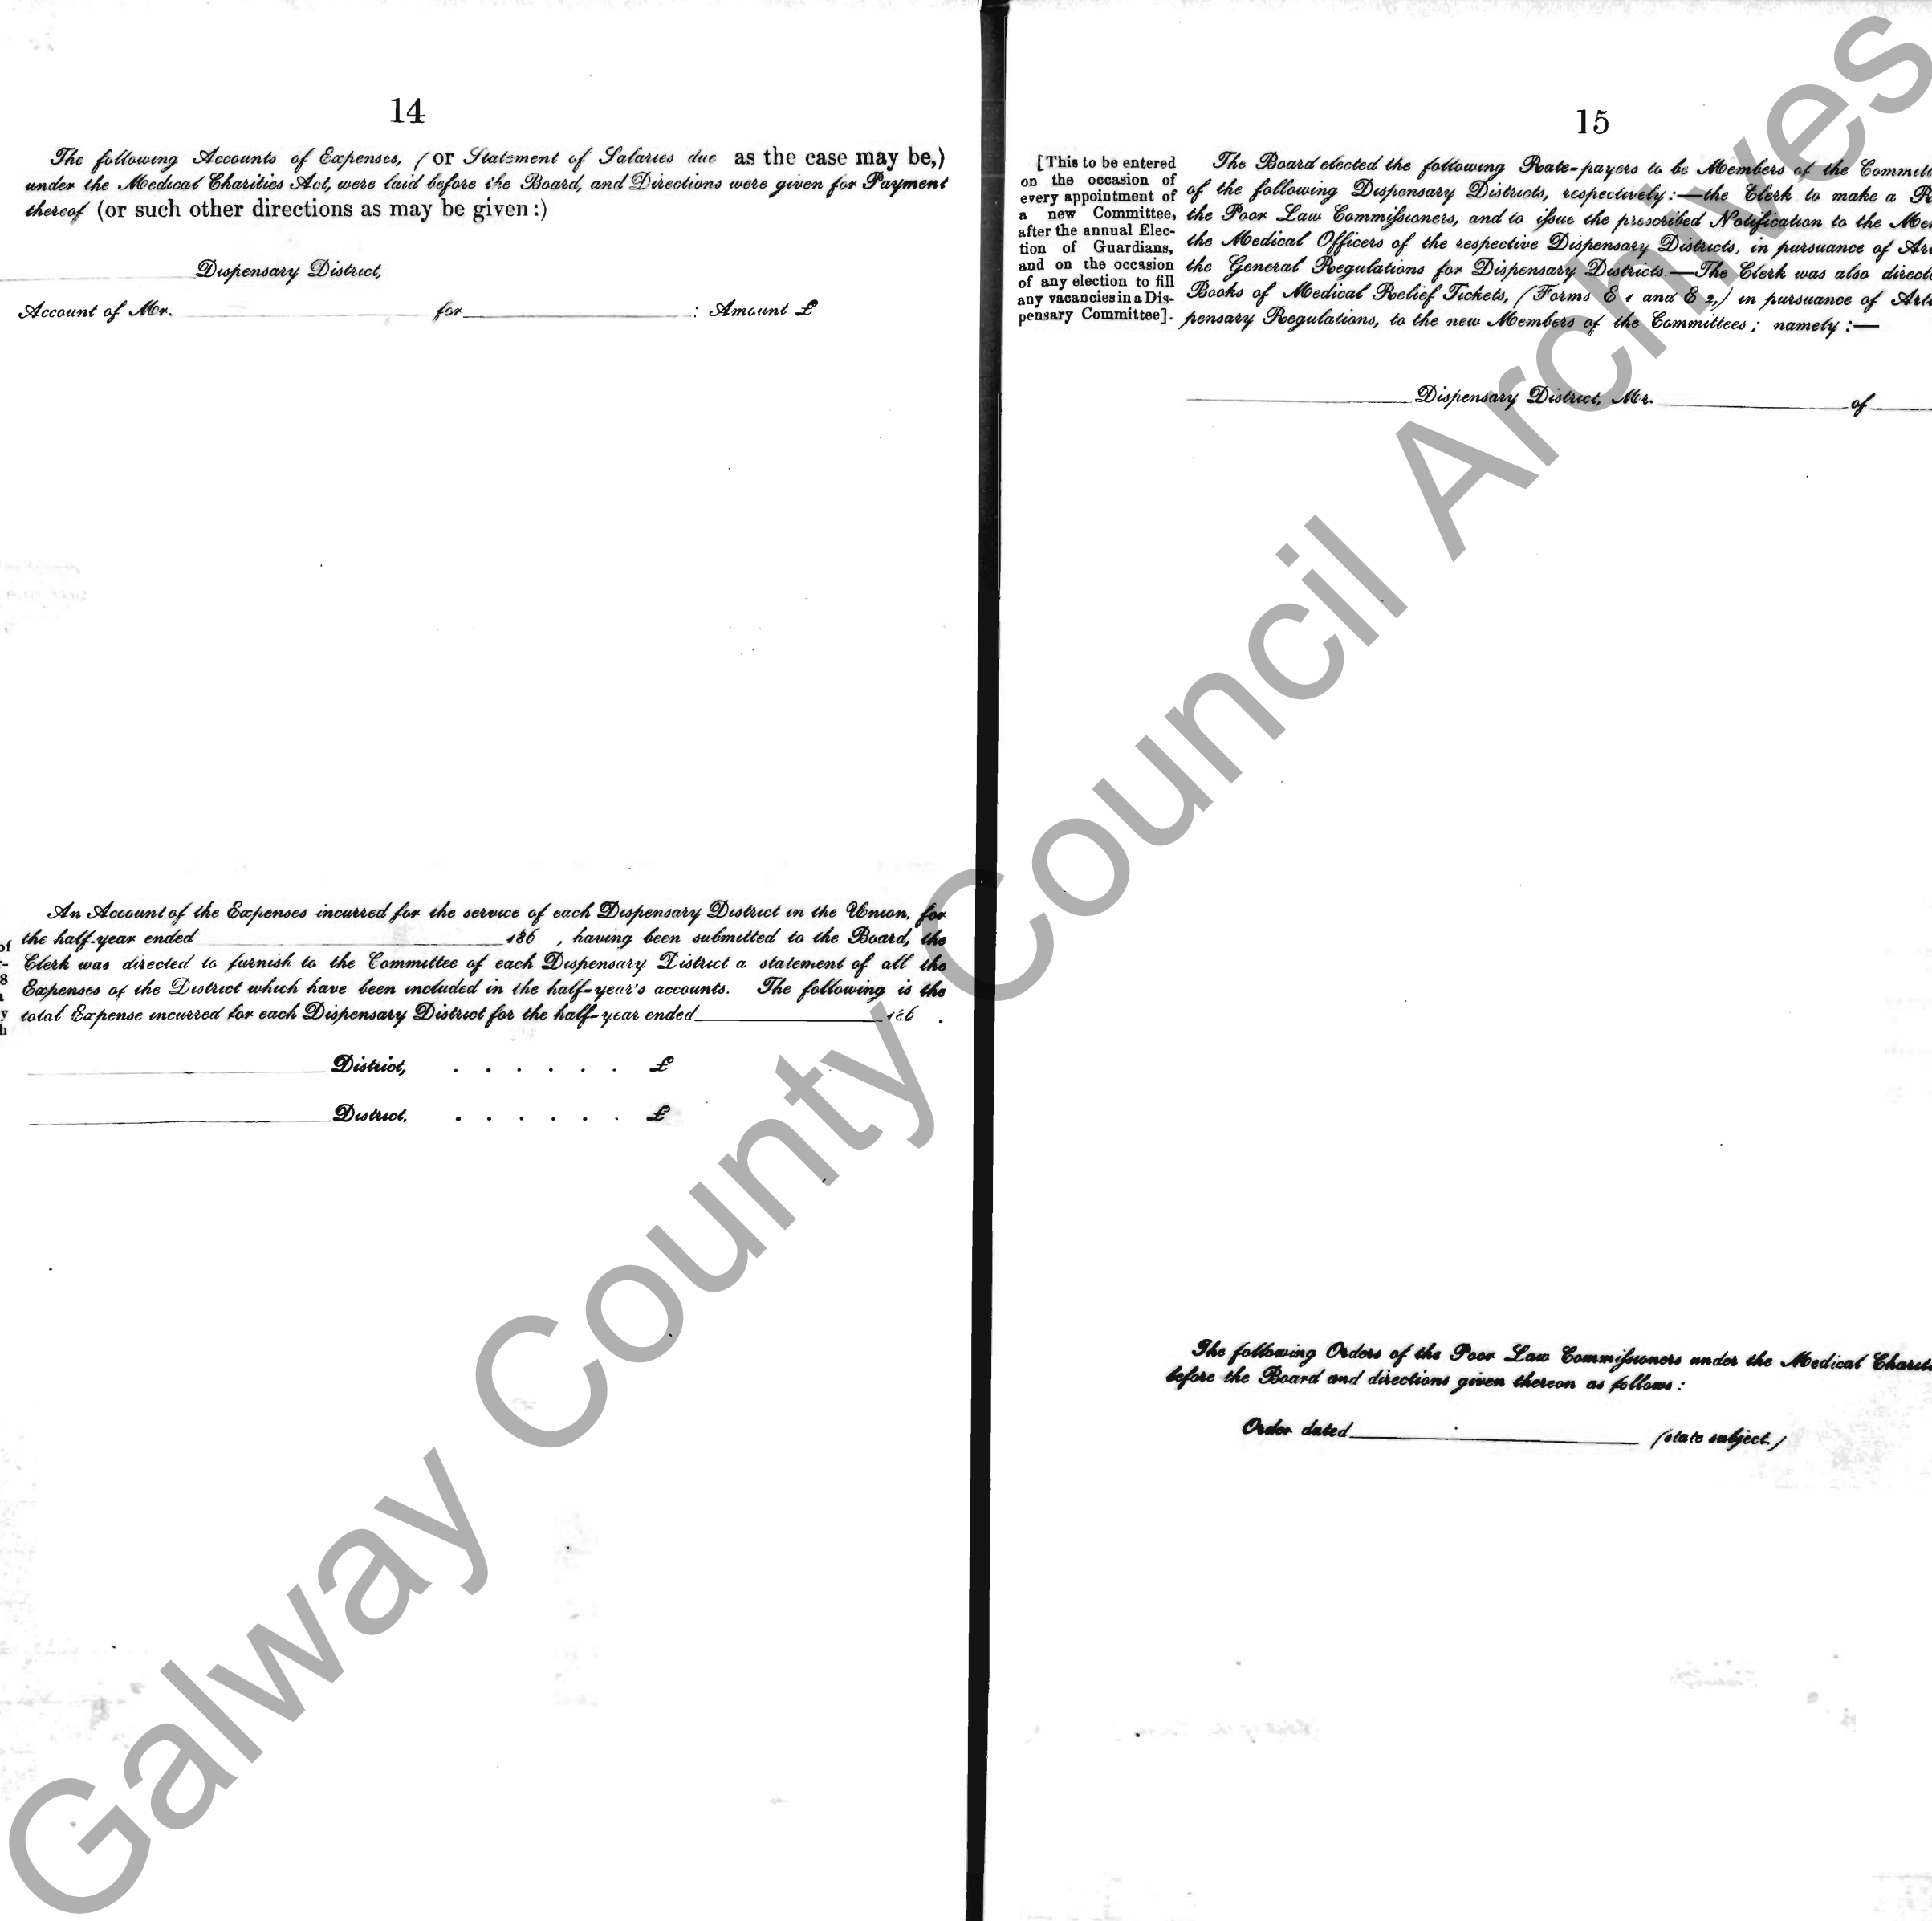 14
The following Accounts of Expenses, (or Statement of Salaries due as the case may be,)
under the Medical Charities Act, were laid before the Board, and Directions were given for Payment
thereof (or such other directions as may be given:)
Dispensary District,
Account of Mr. for : Amount £
An Account of the Expenses incurred for the service of each Dispensary District in the Union, for
the half-year ended 186 , having been submitted to the Board, the
Clerk was directed to furnish to the Committee of each Dispensary District a statement of all the
Expenses of the District which have been included in the half-year's accounts. The following is the
total Expense incurred for each Dispensary District for the half-year ended 186 .
District, . . . . . . £
District. . . . . . . £
15
[This to be entered
on the occasion of
every appointment of
a new Committee,
after the annual Elec-
tion of Guardians,
and on the occasion
of any election to fill
any vacancies in a Dis-
pensary Committee].
The Board elected the following Rate-payers to be Members of the Committ
of the following Dispensary Districts, respectively:—the Clerk to make a R
the Poor Law Commissioners, and to issue the prescribed Notification to the Me
the Medical Officers of the respective Dispensary Districts, in pursuance of Art
the General Regulations for Dispensary Districts.—The Clerk was also direct
Books of Medical Relief Tickets, (Forms E 1 and E 2,) in pursuance of Art
pensary Regulations, to the new Members of the Committees; namely:—
Dispensary District, Mr. of
The following Orders of the Poor Law Commissioners under the Medical Charit
before the Board and directions given thereon as follows:
Order dated (state subject.)
Galway County Council Archives